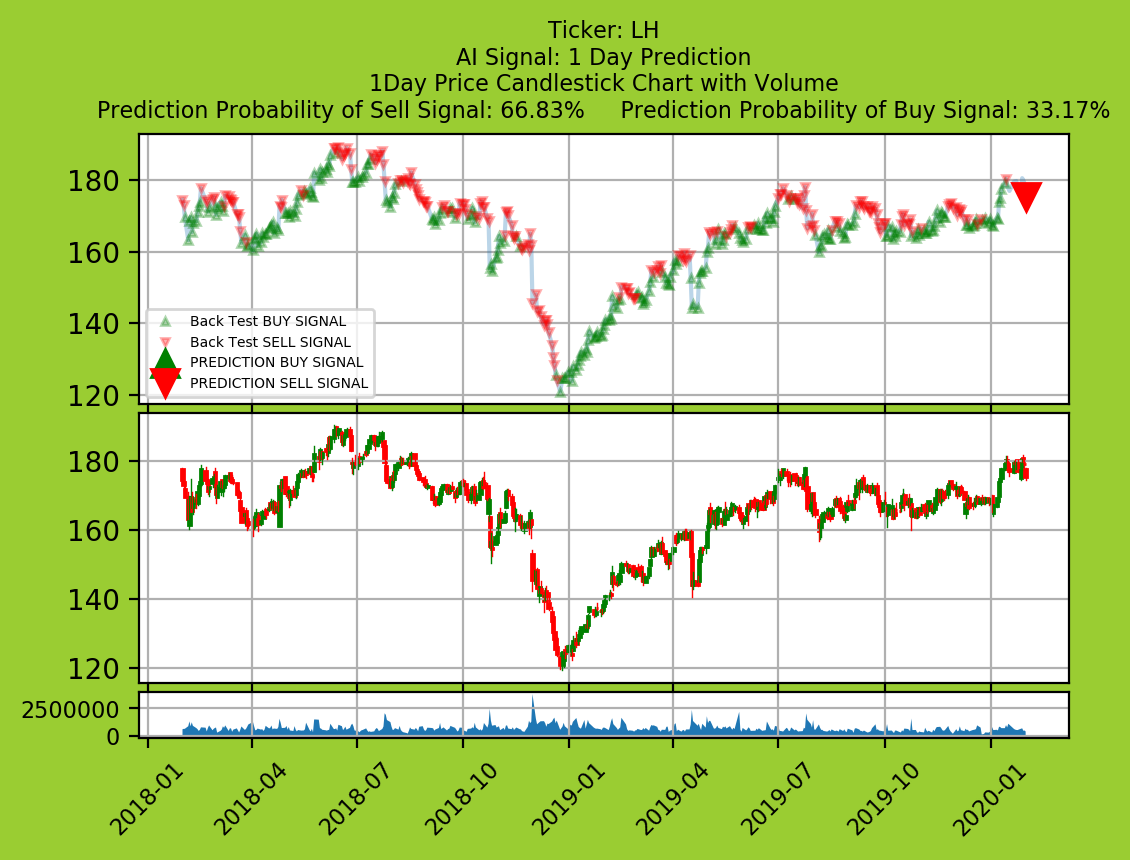 Ticker: LH
AI Signal: 1 Day Prediction
1Day Price Candlestick Chart with Volume
Prediction Probability of Sell Signal: 66.83%     Prediction Probability of Buy Signal: 33.17%
180
160
140
120
Back Test BUY SIGNAL
Back Test SELL SIGNAL
PREDICTION BUY SIGNAL
PREDICTION SELL SIGNAL
180
160
140
120
2500000
0
2018-01
2018-04
2018-07
2018-10
2019-01
2019-04
2019-07
2019-10
2020-01